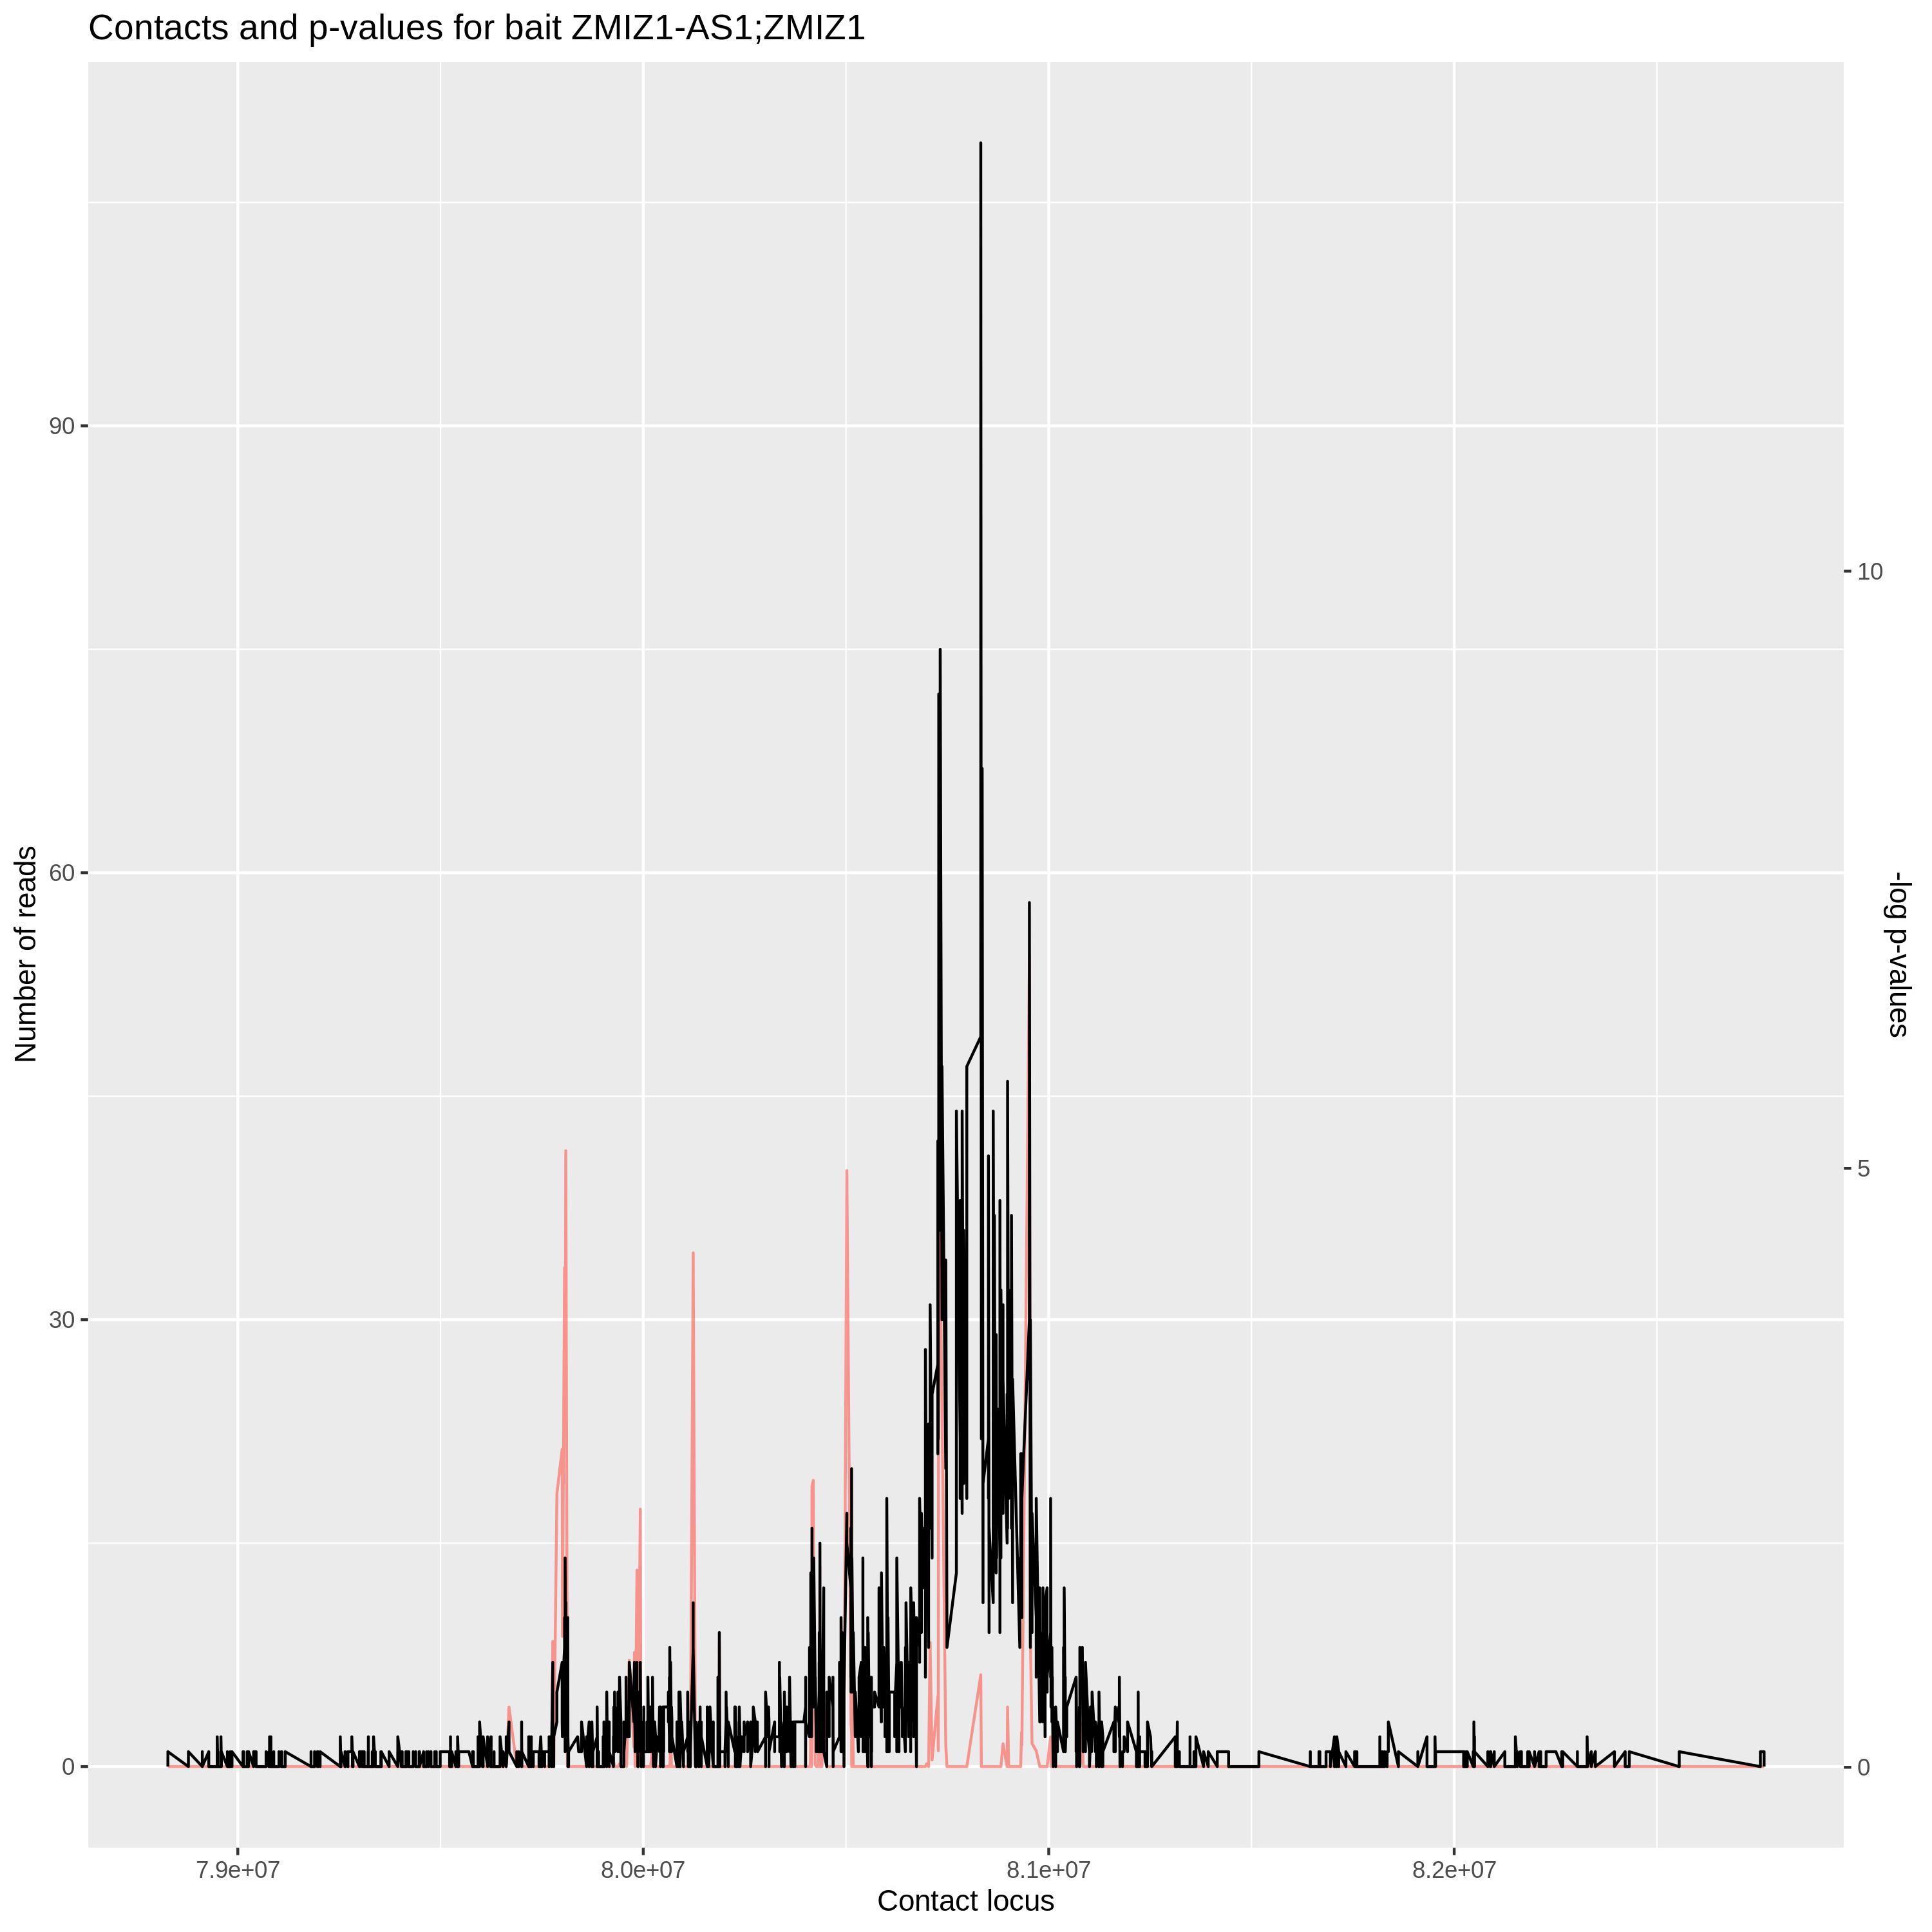 Contacts and p-values for bait ZMIZ1-AS1;ZMIZ1
90
60
30
0
Number of reads
10
5
0
-log p-values
7.9e+07
8.0e+07
8.1e+07
8.2e+07
Contact locus